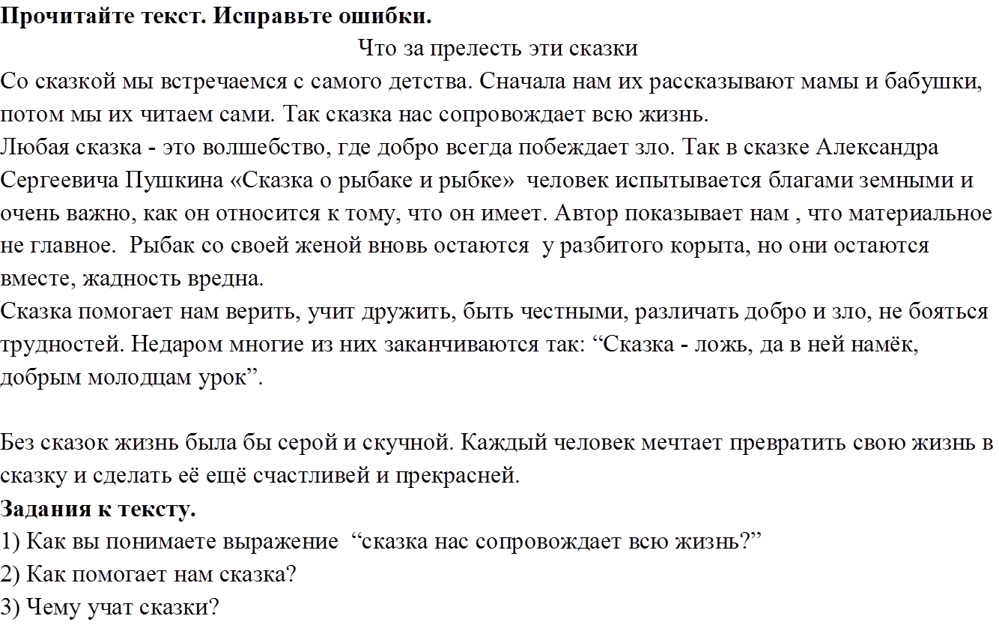 Прочитайте текст. Исправьте ошибки.
Что за прелесть эти сказки
Со сказкой мы встречаемся с самого детства. Сначала нам их рассказывают мамы и бабушки,
потом мы их читаем сами. Так сказка нас сопровождает всю жизнь.
Любая сказка - это волшебство, где добро всегда побеждает зло. Так в сказке Александра
Сергеевича Пушкина «Сказка о рыбаке и рыбке»  человек испытывается благами земными и
очень важно, как он относится к тому, что он имеет. Автор показывает нам , что материальное
не главное.  Рыбак со своей женой вновь остаются  у разбитого корыта, но они остаются
вместе, жадность вредна.
Сказка помогает нам верить, учит дружить, быть честными, различать добро и зло, не бояться
трудностей. Недаром многие из них заканчиваются так: “Сказка - ложь, да в ней намёк,
добрым молодцам урок”.
Без сказок жизнь была бы серой и скучной. Каждый человек мечтает превратить свою жизнь в
сказку и сделать её ещё счастливей и прекрасней.
Задания к тексту.
1) Как вы понимаете выражение  “сказка нас сопровождает всю жизнь?”
2) Как помогает нам сказка?
3) Чему учат сказки?